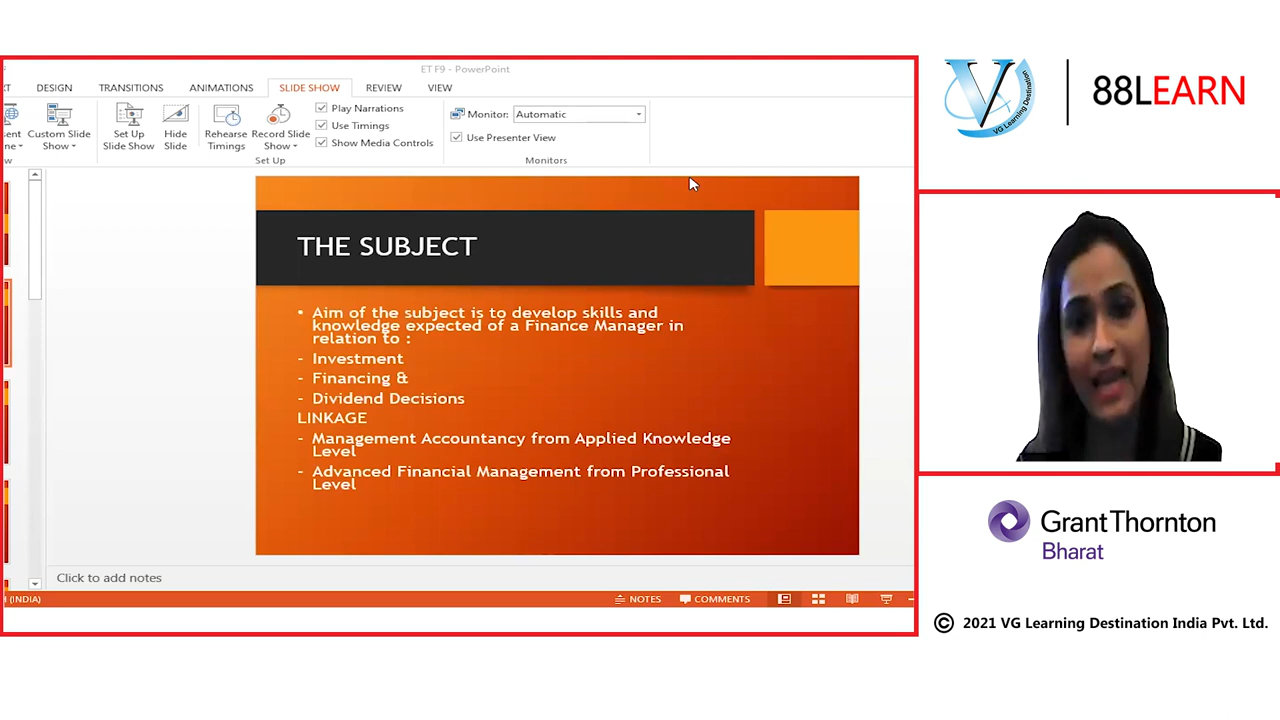 ET F9 - PowerPoint
DESIGN TRANSITIONS ANIMATIONS SLIDE SHOW REVIEW VIEW
Custom Slide Show
Set Up Slide Show
Hide Slide
Rehearse Timings
Record Slide Show
Play Narrations
Use Timings
Show Media Controls
Set Up
Monitor: Automatic
Use Presenter View
Monitors
THE SUBJECT
• Aim of the subject is to develop skills and
knowledge expected of a Finance Manager in
relation to :
- Investment
- Financing &
- Dividend Decisions
LINKAGE
- Management Accountancy from Applied Knowledge
Level
- Advanced Financial Management from Professional
Level
Click to add notes
(INDIA)
NOTES COMMENTS
V
VG Learning Destination
88LEARN
Grant Thornton
Bharat
© 2021 VG Learning Destination India Pvt. Ltd.